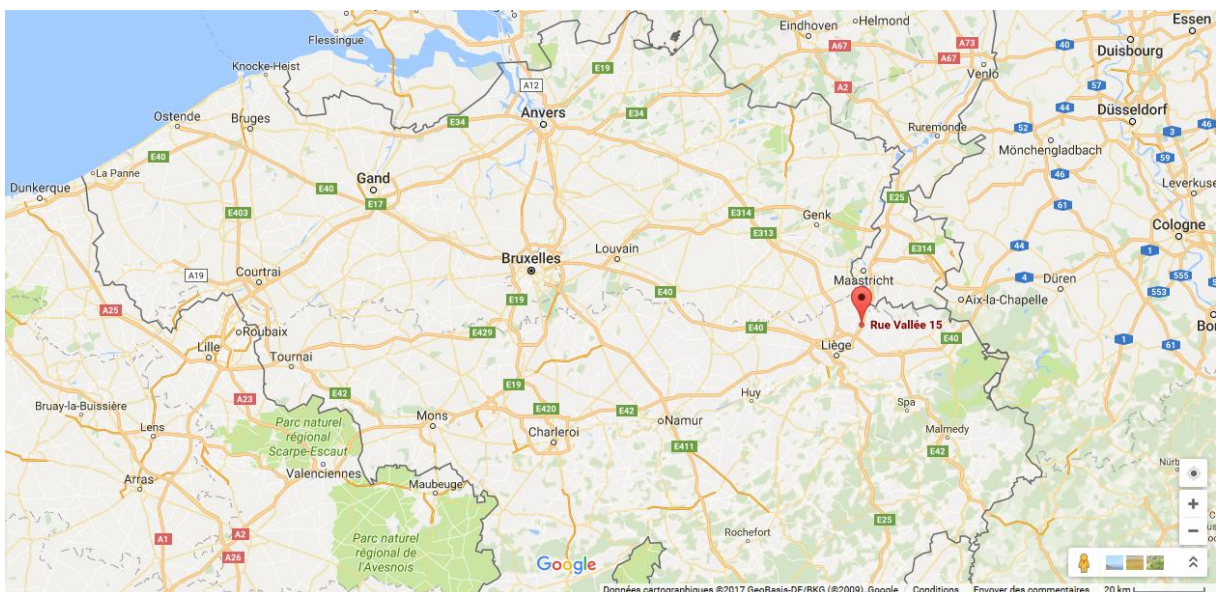 Flessingue
Eindhoven
Helmond
Essen
A67
A73
40
Duisbourg
Knocke-Heist
E19
A67
Venlo
57
A12
A2
44
Ostende
Bruges
E34
Anvers
E34
Düsseldorf
46
Ruremonde
52
3
Mönchengladbach
59
E40
La Panne
46
Dunkerque
Gand
E40
E17
Leverkuse
E25
61
E403
E314
Genk
E313
Cologne
E314
44
1
Bruxelles
Louvain
A19
Courtrai
Maastricht
4
Düren
555
E40
553
Aix-la-Chapelle
E19
A25
Rue Vallée 15
Bor
Roubaix
E429
E40
E40
1
61
Lille
Liège
Tournai
E19
A23
E42
Huy
Spa
Bruay-la-Buissière
E420
E42
Mons
Namur
Parc naturel
régional
Scarpe-Escaut
Lens
Charleroi
Malmedy
E411
E42
Valenciennes
Nürb
Arras
Maubeuge
E25
Rochefort
A1
A2
Parc naturel
régional de
l'Avesnois
A26
Google
Données cartographiques ©2017 GeoBasis-DE/BKG (©2009), Google Conditions Envoyer des commentaires 20 km